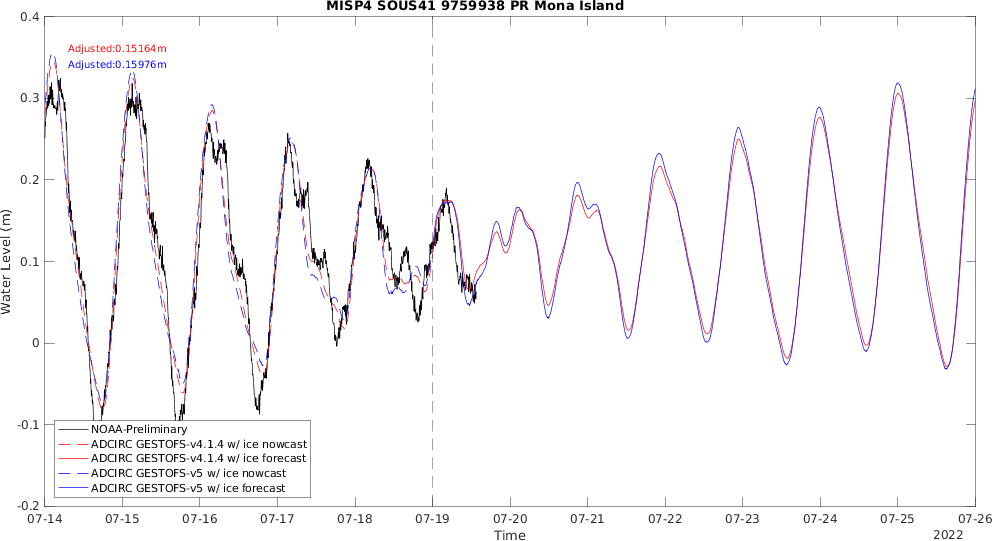 MISP4 SOUS41 9759938 PR Mona Island
0.4
Adjusted:0.15164m
Adjusted:0.15976m
0.3
0.2
0.1
0
-0.1
-0.2
Water Level (m)
NOAA-Preliminary
ADCIRC GESTOFS-v4.1.4 w/ ice nowcast
ADCIRC GESTOFS-v4.1.4 w/ ice forecast
ADCIRC GESTOFS-v5 w/ ice nowcast
ADCIRC GESTOFS-v5 w/ ice forecast
07-14 07-15 07-16 07-17 07-18 07-19 07-20 07-21 07-22 07-23 07-24 07-25 07-26
Time
2022